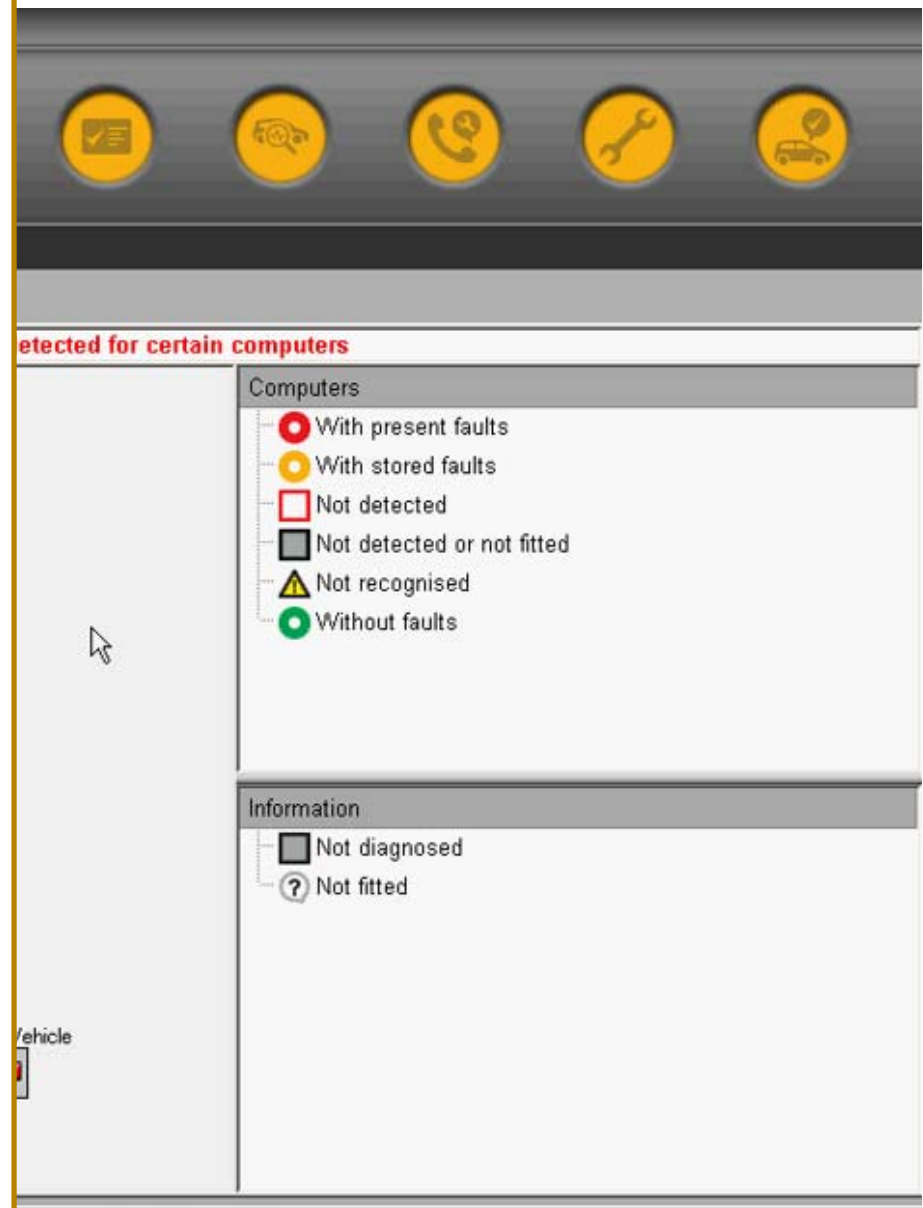 etected for certain computers
Computers
With present faults
With stored faults
Not detected
Not detected or not fitted
Not recognised
Without faults
Information
Not diagnosed
? Not fitted
ehicle